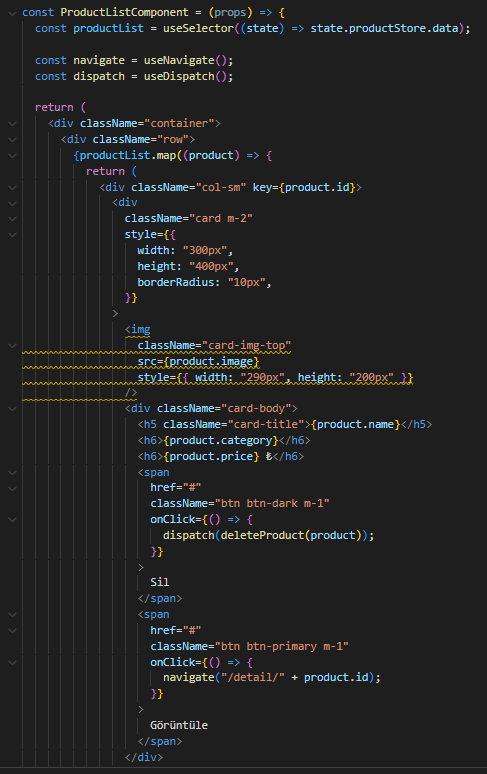 const ProductListComponent = (props) => {
const productList = useSelector((state) => state.productStore.data);
const navigate = useNavigate();
const dispatch = useDispatch();
return (
<div className="container">
<div className="row">
{productList.map((product) => {
return (
<div className="col-sm" key={product.id}>
<div
className="card m-2"
style={{
width: "300px",
height: "400px",
borderRadius: "10px",
}}
>
<img
className="card-img-top"
src={product.image}
style={{ width: "290px", height: "200px" }}
/>
<div className="card-body">
<h5 className="card-title">{product.name}</h5>
<h6>{product.category}</h6>
<h6>{product.price} ₺</h6>
<span
href="#"
className="btn btn-dark m-1"
onClick={() => {
dispatch(deleteProduct(product));
}}
>
Sil
</span>
<span
href="#"
className="btn btn-primary m-1"
onClick={() => {
navigate("/detail/" + product.id);
}}
>
Görüntüle
</span>
</div>